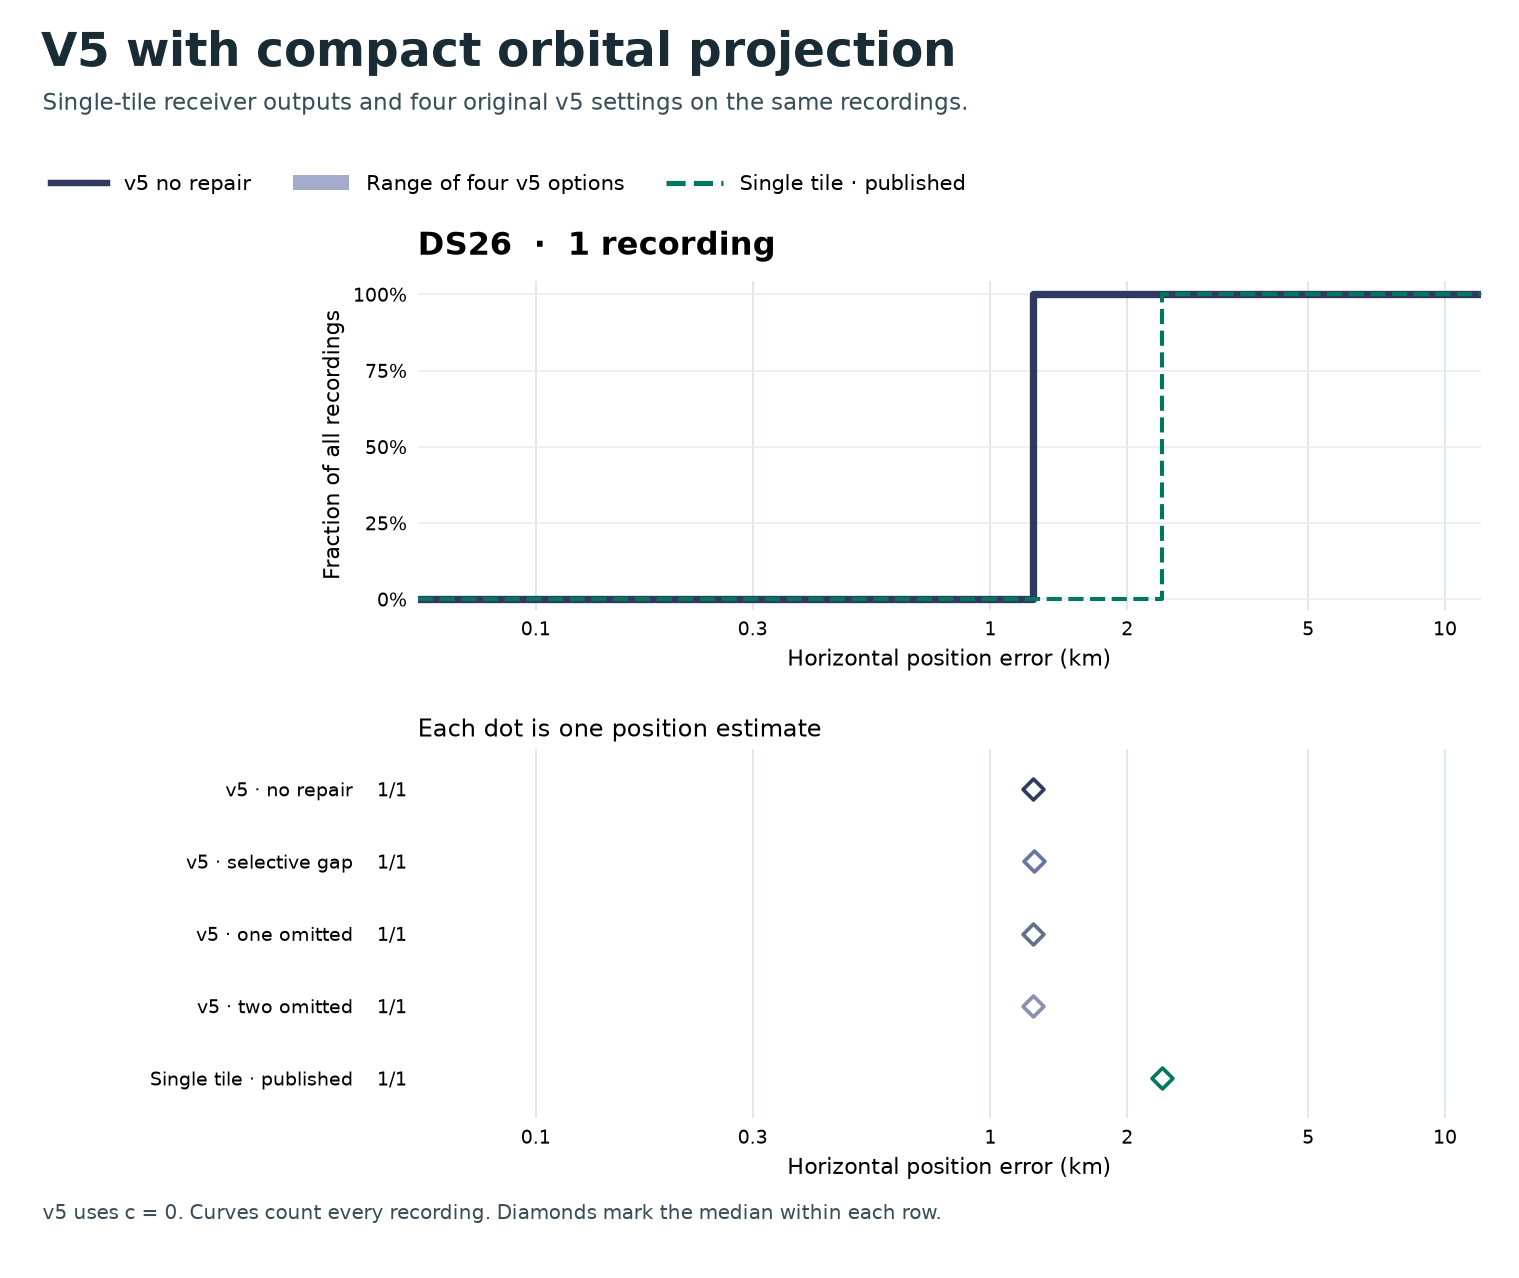 V5 with compact orbital projection
Single-tile receiver outputs and four original v5 settings on the same recordings.
v5 no repair
Range of four v5 options
Single tile · published
DS26 · 1 recording
Fraction of all recordings
100%
75%
50%
25%
0%
0.1 0.3 1 2 5 10
Horizontal position error (km)
Each dot is one position estimate
v5 · no repair 1/1
v5 · selective gap 1/1
v5 · one omitted 1/1
v5 · two omitted 1/1
Single tile · published 1/1
0.1 0.3 1 2 5 10
Horizontal position error (km)
v5 uses c = 0. Curves count every recording. Diamonds mark the median within each row.